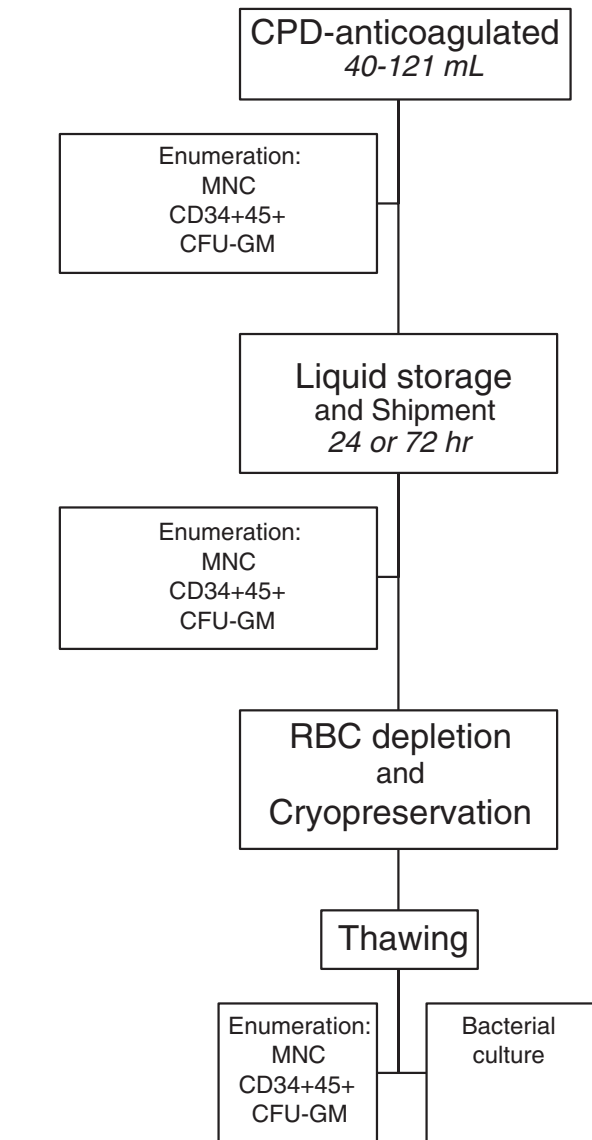 CPD-anticoagulated
40-121 mL
Enumeration:
MNC
CD34+45+
CFU-GM
Liquid storage
and Shipment
24 or 72 hr
Enumeration:
MNC
CD34+45+
CFU-GM
RBC depletion
and
Cryopreservation
Thawing
Enumeration:
MNC
CD34+45+
CFU-GM
Bacterial
culture